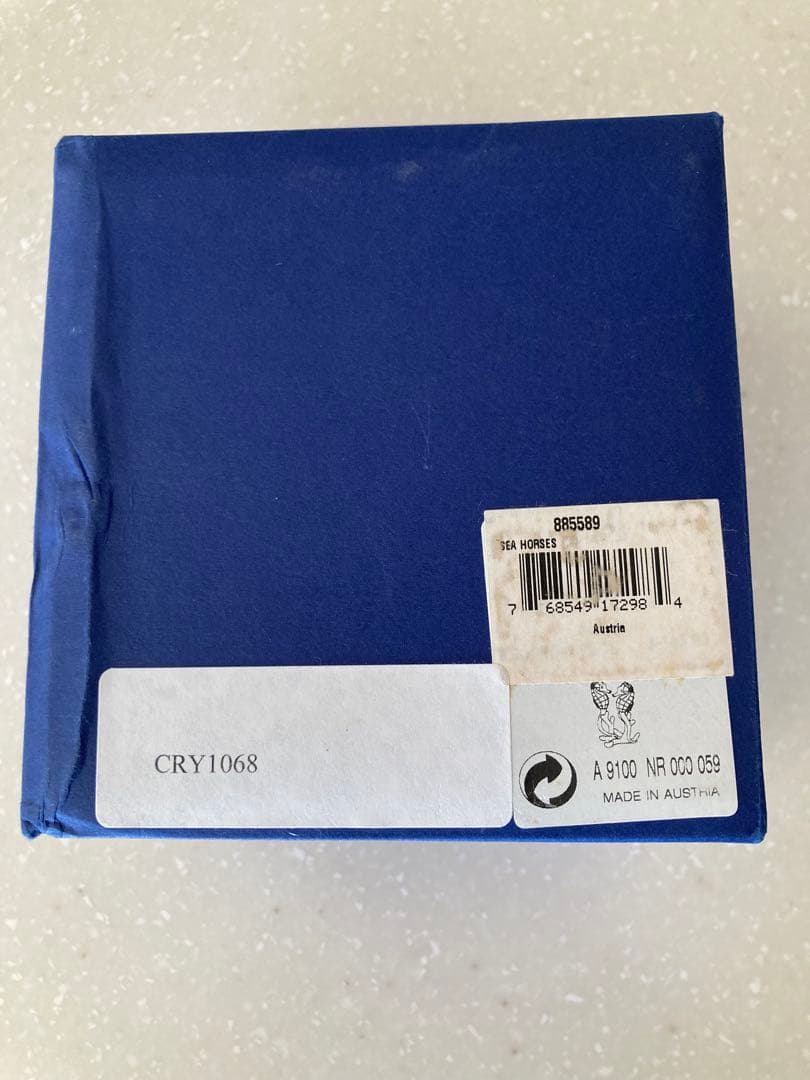 885589
SEA HORSES
7 68549 17298 4
Austria
CRY1068
A 9100 NR 000 059
MADE IN AUSTRIA